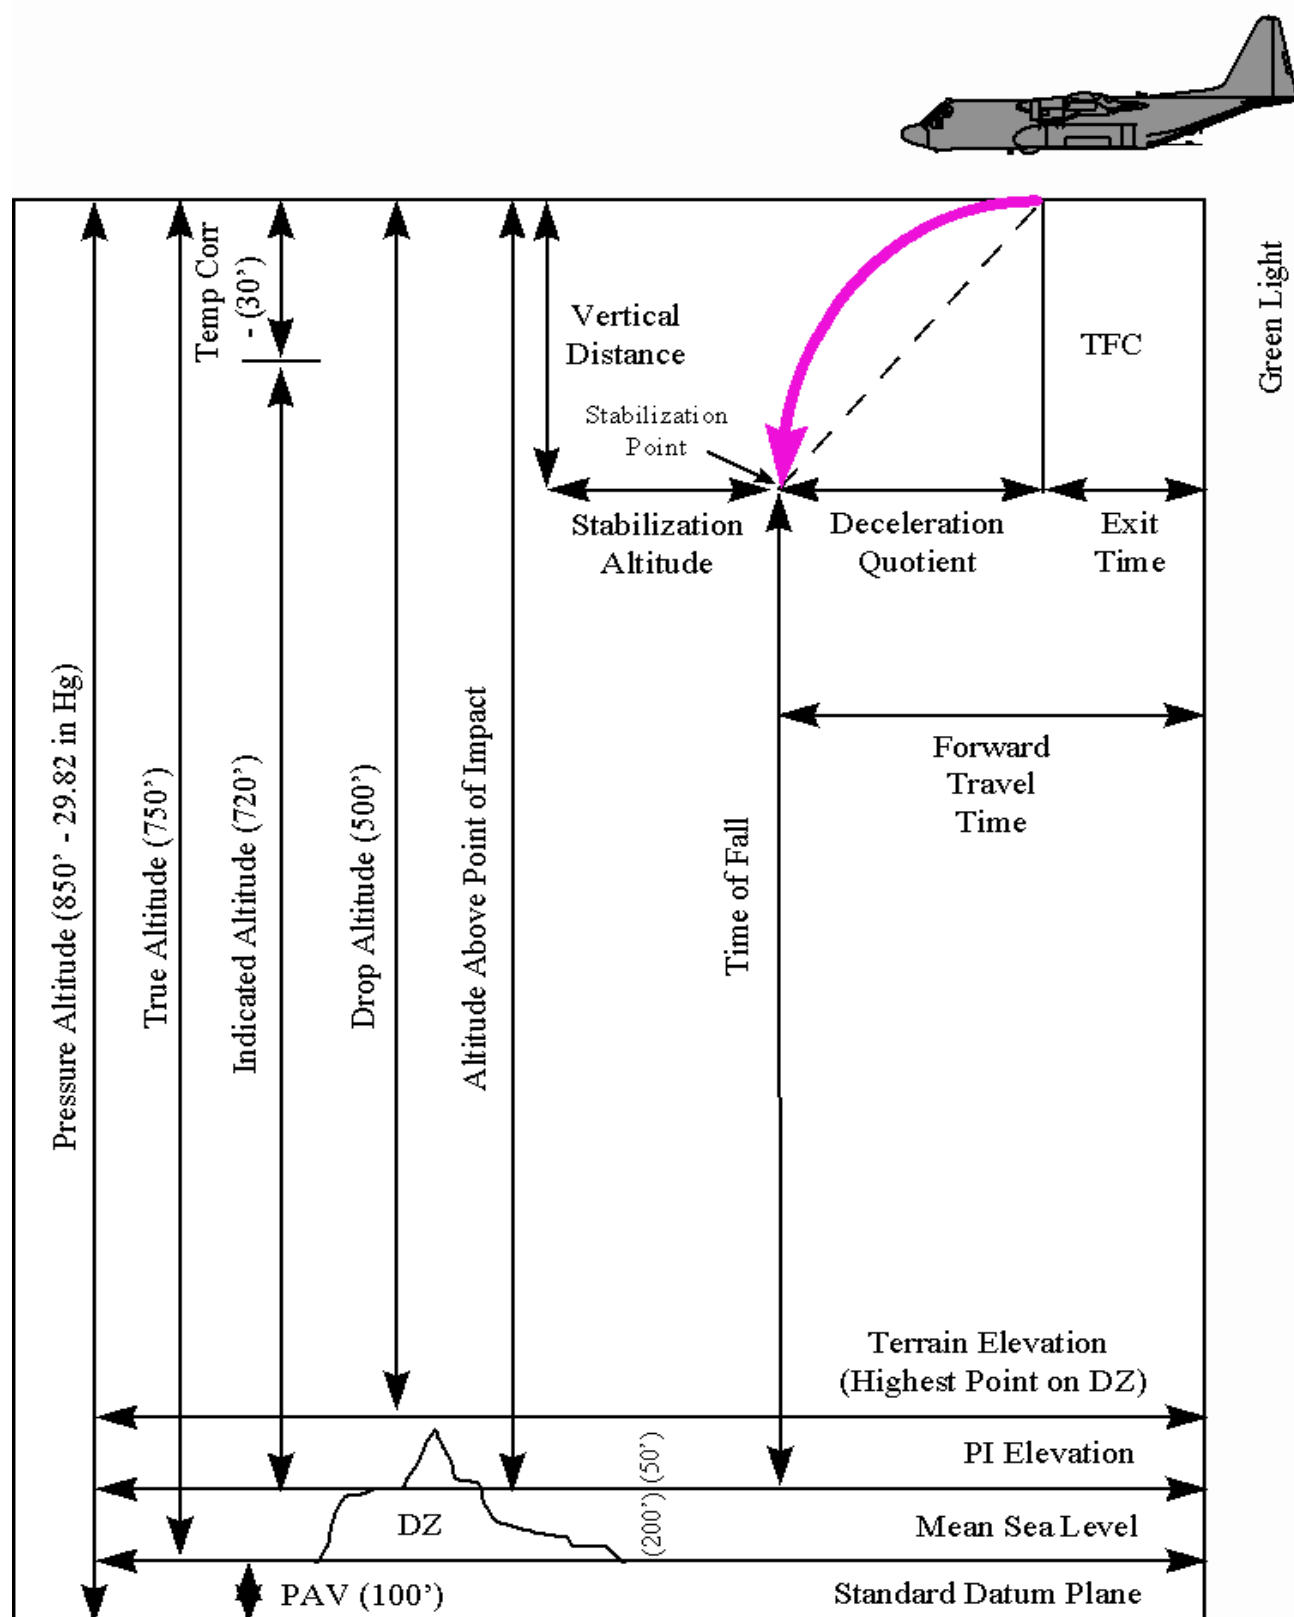 Green Light
Temp Corr
- (30’)
Vertical
Distance
TFC
Stabilization
Point
Stabilization
Altitude
Deceleration
Quotient
Exit
Time
Pressure Altitude (850’ - 29.82 in Hg)
True Altitude (750’)
Indicated Altitude (720’)
Drop Altitude (500’)
Altitude Above Point of Impact
Time of Fall
Forward
Travel
Time
Terrain Elevation
(Highest Point on DZ)
(50’)
PI Elevation
(200’)
DZ
Mean Sea Level
PAV (100’)
Standard Datum Plane